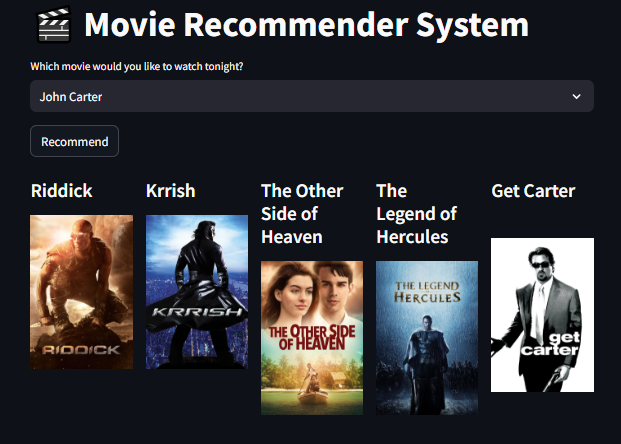 Movie Recommender System
Which movie would you like to watch tonight?
John Carter
Recommend
Riddick
Krrish
The Other
Side of
Heaven
The
Legend of
Hercules
Get Carter
RIDDICK
KRRISH
THE OTHER SIDE
OF HEAVEN
THE LEGEND
HERCULES
get
carter